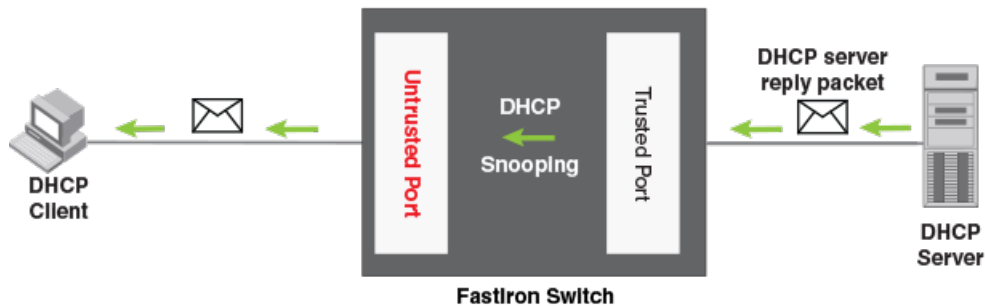 DHCP
Client
Untrusted Port
DHCP
Snooping
Trusted Port
DHCP server
reply packet
DHCP
Server
FastIron Switch